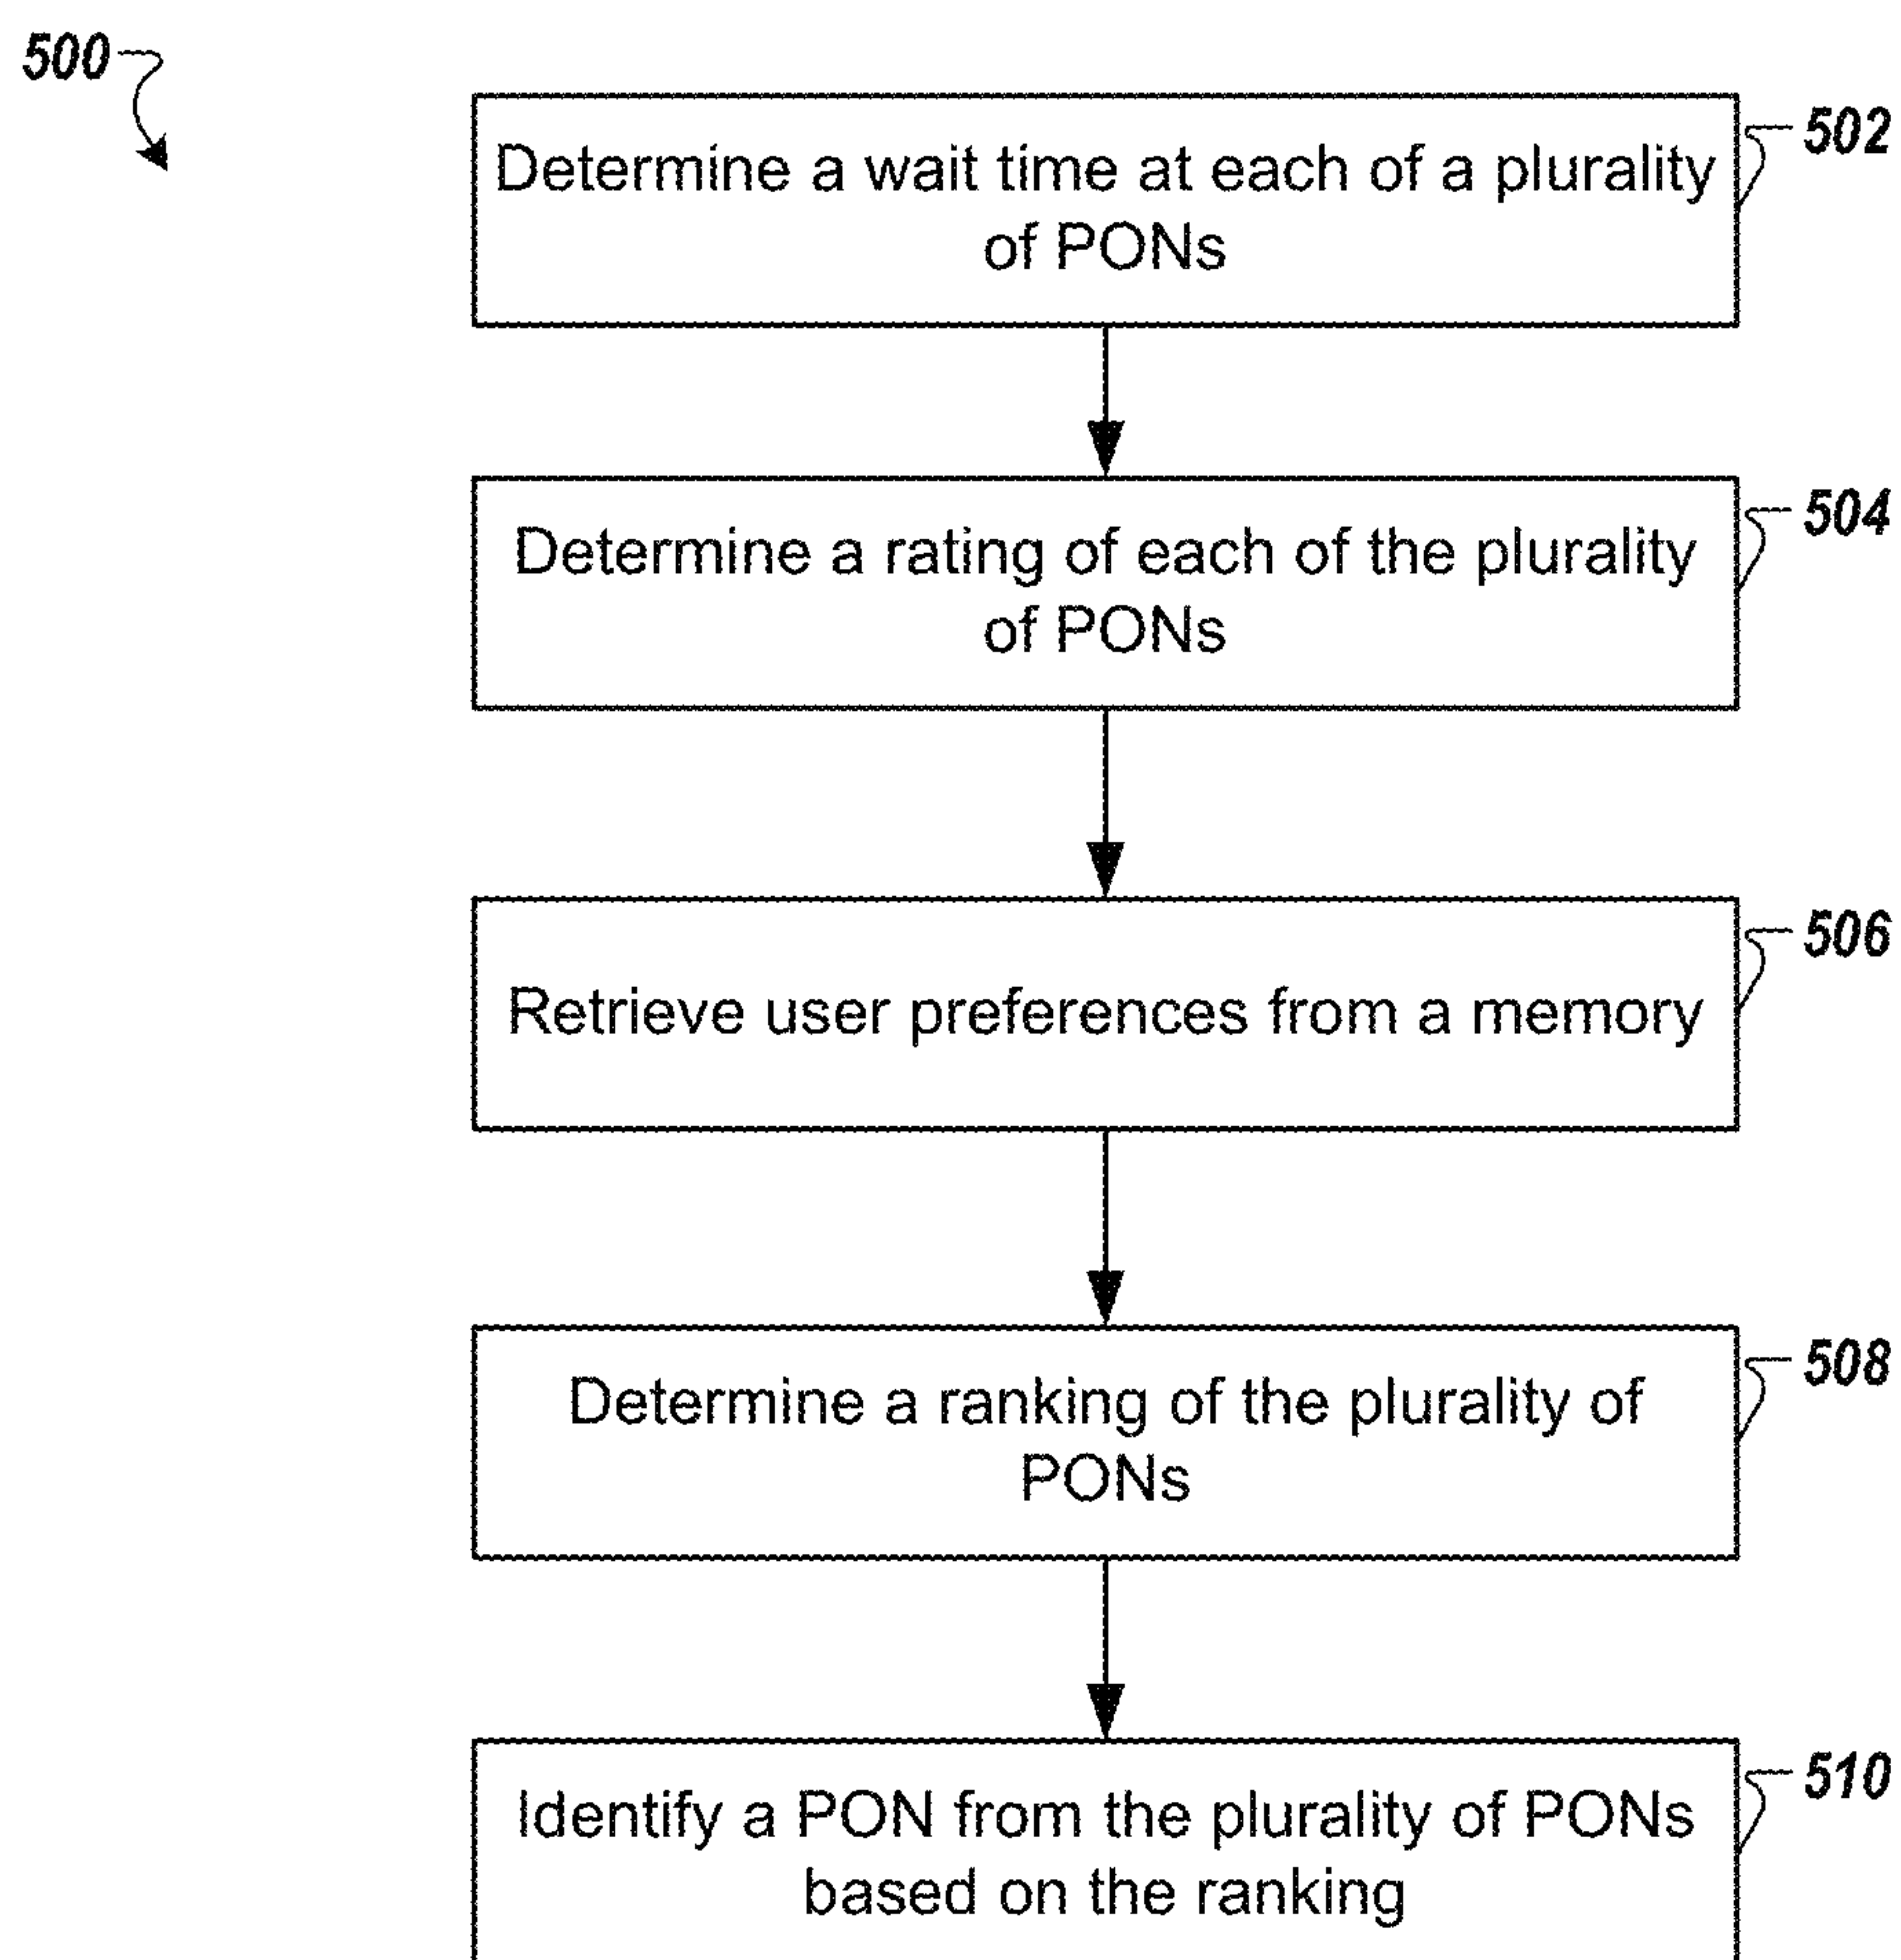 500
Determine a wait time at each of a plurality
of PONs
502
Determine a rating of each of the plurality
of PONs
504
Retrieve user preferences from a memory
506
Determine a ranking of the plurality of
PONs
508
Identify a PON from the plurality of PONs
based on the ranking
510